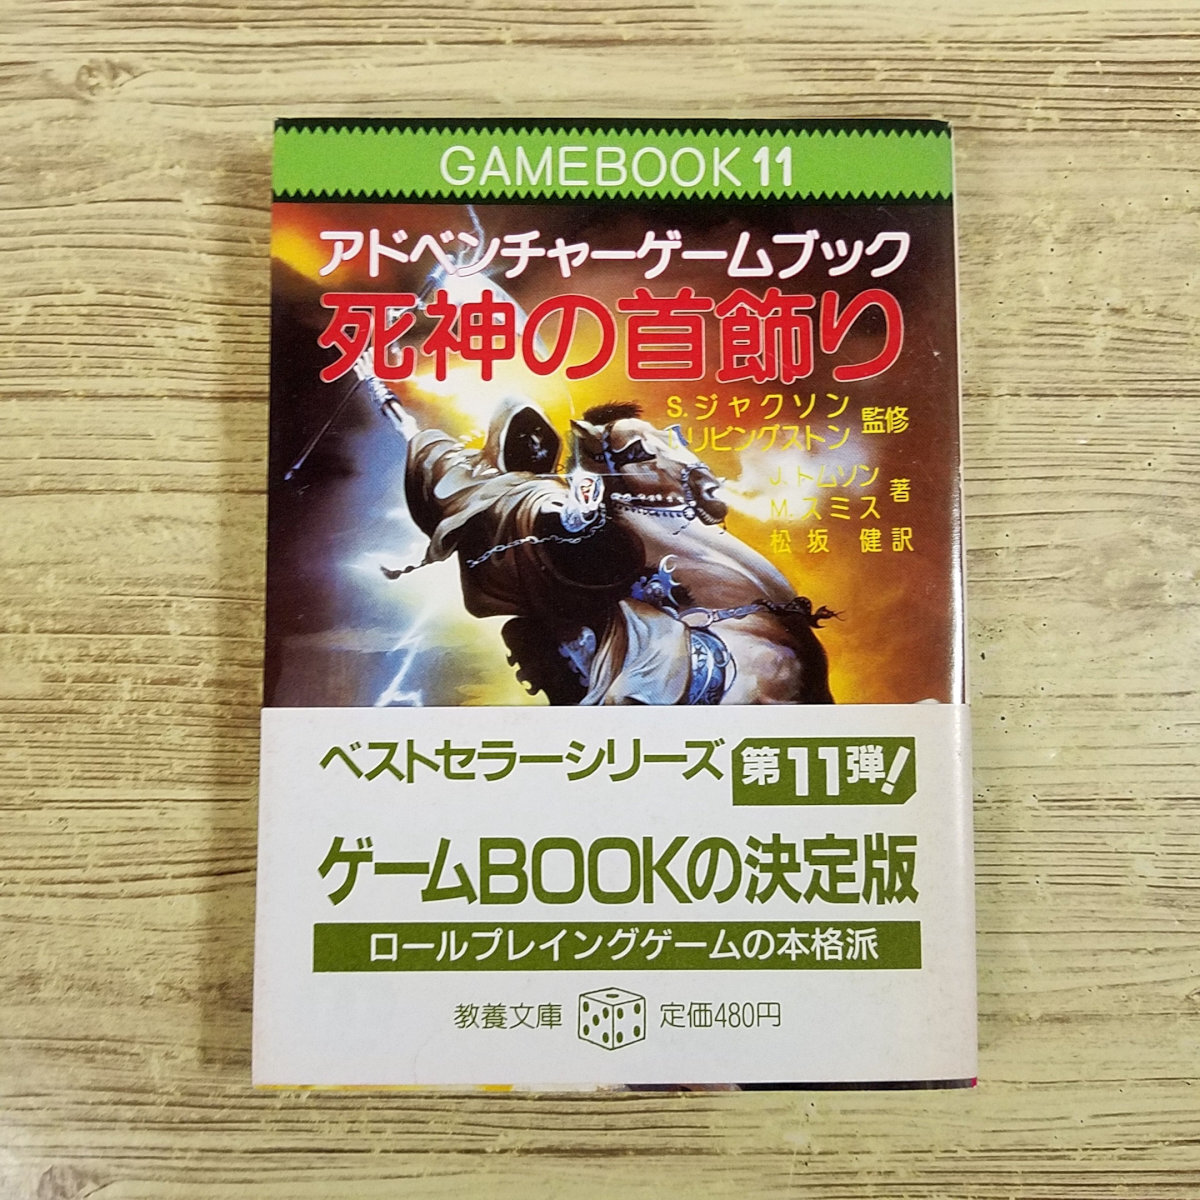 GAMEBOOK 11
アドベンチャーゲームブック
死神の首飾り
S.ジャクソン
I.リビングストン
監修
J.トムソン
M.スミス
著
松坂 健訳
ベストセラーシリーズ 第11弾!
ゲームBOOKの決定版
ロールプレイングゲームの本格派
教養文庫 定価480円